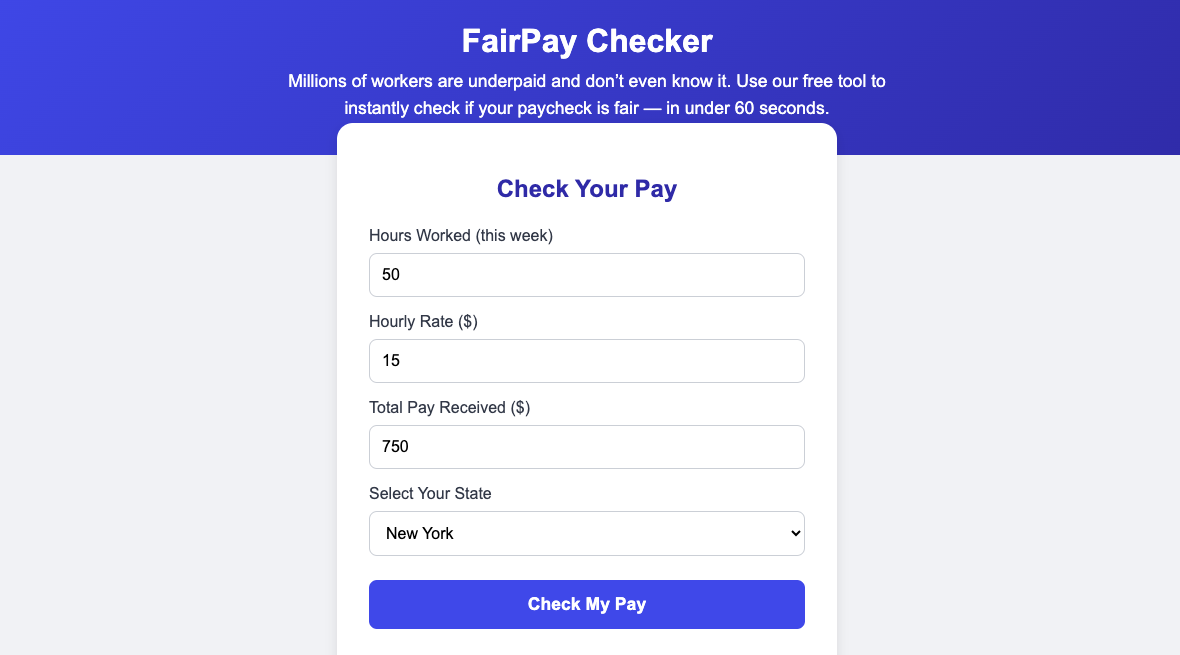 FairPay Checker
Millions of workers are underpaid and don’t even know it. Use our free tool to
instantly check if your paycheck is fair — in under 60 seconds.
Check Your Pay
Hours Worked (this week)
50
Hourly Rate ($)
15
Total Pay Received ($)
750
Select Your State
New York
Check My Pay